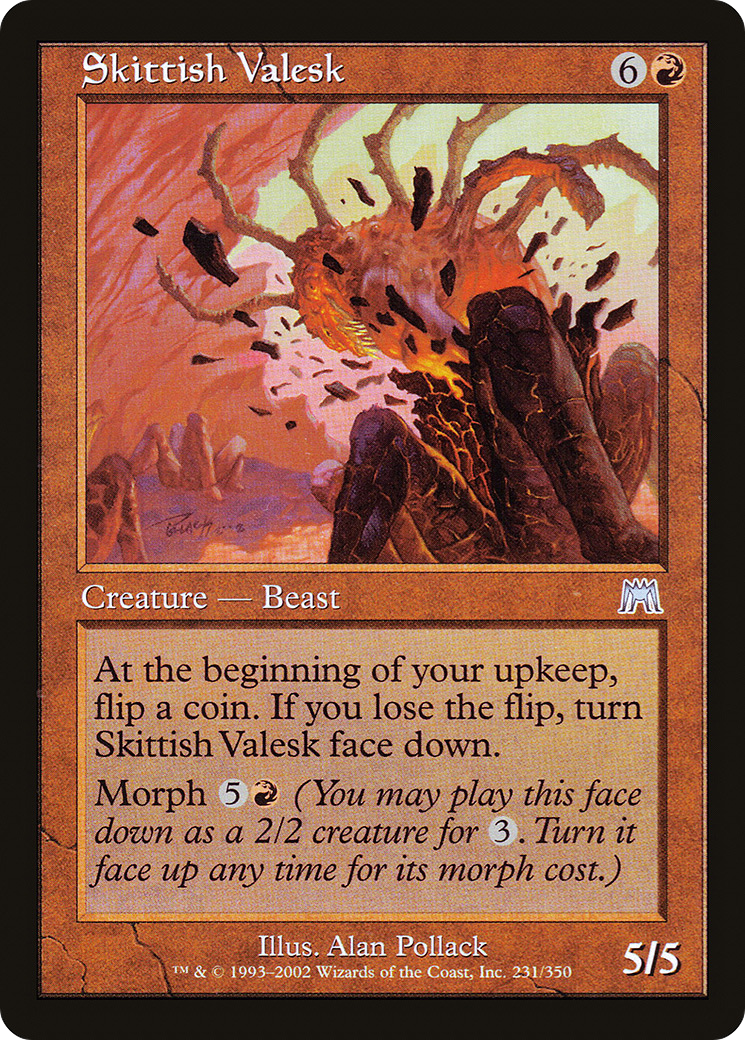 Skittish Valesk 6
Creature — Beast
At the beginning of your upkeep,
flip a coin. If you lose the flip, turn
Skittish Valesk face down.
Morph 5 (You may play this face
down as a 2/2 creature for 3. Turn it
face up any time for its morph cost.)
Illus. Alan Pollack
™ & © 1993–2002 Wizards of the Coast, Inc. 231/350
5/5